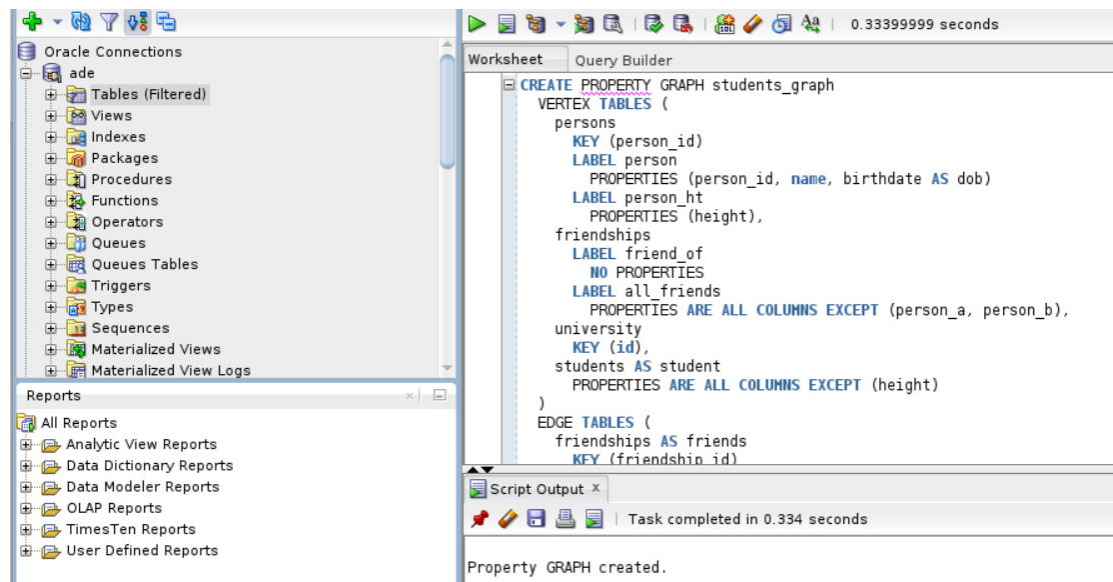 Oracle Connections
ade
Tables (Filtered)
Views
Indexes
Packages
Procedures
Functions
Operators
Queues
Queues Tables
Triggers
Types
Sequences
Materialized Views
Materialized View Logs
Reports
All Reports
Analytic View Reports
Data Dictionary Reports
Data Modeler Reports
OLAP Reports
TimesTen Reports
User Defined Reports
0.33399999 seconds
Worksheet Query Builder
CREATE PROPERTY GRAPH students_graph
VERTEX TABLES (
persons
KEY (person_id)
LABEL person
PROPERTIES (person_id, name, birthdate AS dob)
LABEL person_ht
PROPERTIES (height),
friendships
LABEL friend_of
NO PROPERTIES
LABEL all_friends
PROPERTIES ARE ALL COLUMNS EXCEPT (person_a, person_b),
university
KEY (id),
students AS student
PROPERTIES ARE ALL COLUMNS EXCEPT (height)
)
EDGE TABLES (
friendships AS friends
KEY (friendship_id)
Script Output x
Task completed in 0.334 seconds
Property GRAPH created.